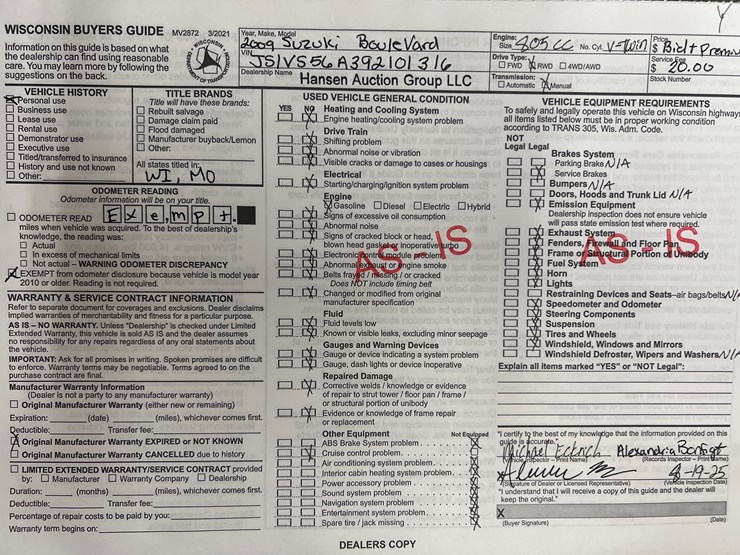 WISCONSIN BUYERS GUIDE MV2872 3/2021
Information on this guide is based on what
the dealership can find using reasonable
care. You may learn more by following the
suggestions on the back.
WISCONSIN
Year, Make, Model
2009 Suzuki Boulevard
VIN
JS1VS56A392101316
Dealership Name Hansen Auction Group LLC
Engine:
Size 805cc No. Cyl. V-Twin
Drive Type:
FWD RWD 4WD/AWD
Transmission:
Automatic Manual
Price
$ Bid + Premium
Service Fee
$ 20.00
Stock Number
VEHICLE HISTORY
Personal use
Business use
Lease use
Rental use
Demonstrator use
Executive use
Titled/transferred to insurance
History and use not known
Other:
TITLE BRANDS
Title will have these brands:
Rebuilt salvage
Damage claim paid
Flood damaged
Manufacturer buyback/Lemon
Other:
All states titled in:
WI, MO
ODOMETER READING
Odometer information will be on your title.
ODOMETER READ Exempt.
miles when vehicle was acquired. To the best of dealership's
knowledge, the reading was:
Actual
In excess of mechanical limits
Not actual – WARNING ODOMETER DISCREPANCY
EXEMPT from odometer disclosure because vehicle is model year
2010 or older. Reading is not required.
WARRANTY & SERVICE CONTRACT INFORMATION
Refer to separate document for coverages and exclusions. Dealer disclaims
implied warranties of merchantability and fitness for a particular purpose.
AS IS – NO WARRANTY. Unless "Dealership" is checked under Limited
Extended Warranty, this vehicle is sold AS IS and the dealer assumes
no responsibility for any repairs regardless of any oral statements about
the vehicle.
IMPORTANT: Ask for all promises in writing. Spoken promises are difficult
to enforce. Warranty terms may be negotiable. Terms agreed to on the
purchase contract are final.
Manufacturer Warranty Information
(Dealer is not a party to any manufacturer warranty)
Original Manufacturer Warranty (either new or remaining)
Expiration: (date) (miles), whichever comes first.
Deductible: Transfer fee:
Original Manufacturer Warranty EXPIRED or NOT KNOWN
Original Manufacturer Warranty CANCELLED due to history
LIMITED EXTENDED WARRANTY/SERVICE CONTRACT provided
by: Manufacturer Warranty Company Dealership
Duration: (months) (miles), whichever comes first.
Deductible: Transfer fee:
Percentage of repair costs to be paid by you:
Warranty term begins on:
USED VEHICLE GENERAL CONDITION
YES NO
Heating and Cooling System
Engine heating/cooling system problem
Drive Train
Shifting problem
Abnormal noise or vibration
Visible cracks or damage to cases or housings
Electrical
Starting/charging/ignition system problem
Engine
Gasoline Diesel Electric Hybrid
Signs of excessive oil consumption
Abnormal noise
Signs of cracked block or head,
blown head gasket or inoperative turbo
Abnormal exhaust or engine smoke
Belts frayed / missing / or cracked
Does NOT include timing belt
Changed or modified from original
manufacturer specification
Fluid
Fluid levels low
Known or visible leaks, excluding minor seepage
Gauges and Warning Devices
Gauge or device indicating a system problem
Gauge, dash lights or device inoperative
Repaired Damage
Corrective welds / knowledge or evidence
of repair to strut tower / floor pan / frame /
or structural portion of unibody
Evidence or knowledge of frame repair
or replacement
Other Equipment Not Equipped
ABS Brake System problem
Cruise control problem
Air conditioning system problem
Interior cabin heating system problem
Power accessory problem
Sound system problem
Navigation system problem
Entertainment system problem
Spare tire / jack missing
AS - IS
VEHICLE EQUIPMENT REQUIREMENTS
To safely and legally operate this vehicle on Wisconsin highways
all items listed below must be in proper working condition
according to TRANS 305, Wis. Adm. Code.
NOT
Legal Legal
Brakes System
Parking Brake N/A
Service Brakes
Bumpers N/A
Doors, Hoods and Trunk Lid N/A
Emission Equipment
Dealership inspection does not ensure vehicle
will pass state emission test where required.
Exhaust System
Fenders, Hull and Floor Pan
Frame - Structural Portion of Unibody
Fuel System
Horn
Lights
Restraining Devices and Seats–air bags/belts N/A
Speedometer and Odometer
Steering Components
Suspension
Tires and Wheels
Windshield, Windows and Mirrors
Windshield Defroster, Wipers and Washers N/A
AS - IS
Explain all items marked "YES" or "NOT Legal":
"I certify to the best of my knowledge that the information provided on this
guide is accurate."
Michael
Alexandria
(Vehicle Inspector – Print Name) (Records Inspector – Print Name)
8-19-25
(Signature of Dealer or Licensed Representative) (Vehicle Inspection Date)
"I understand that I will receive a copy of this guide and the dealer will keep
the original."
X
(Buyer Signature) (Date)
DEALERS COPY